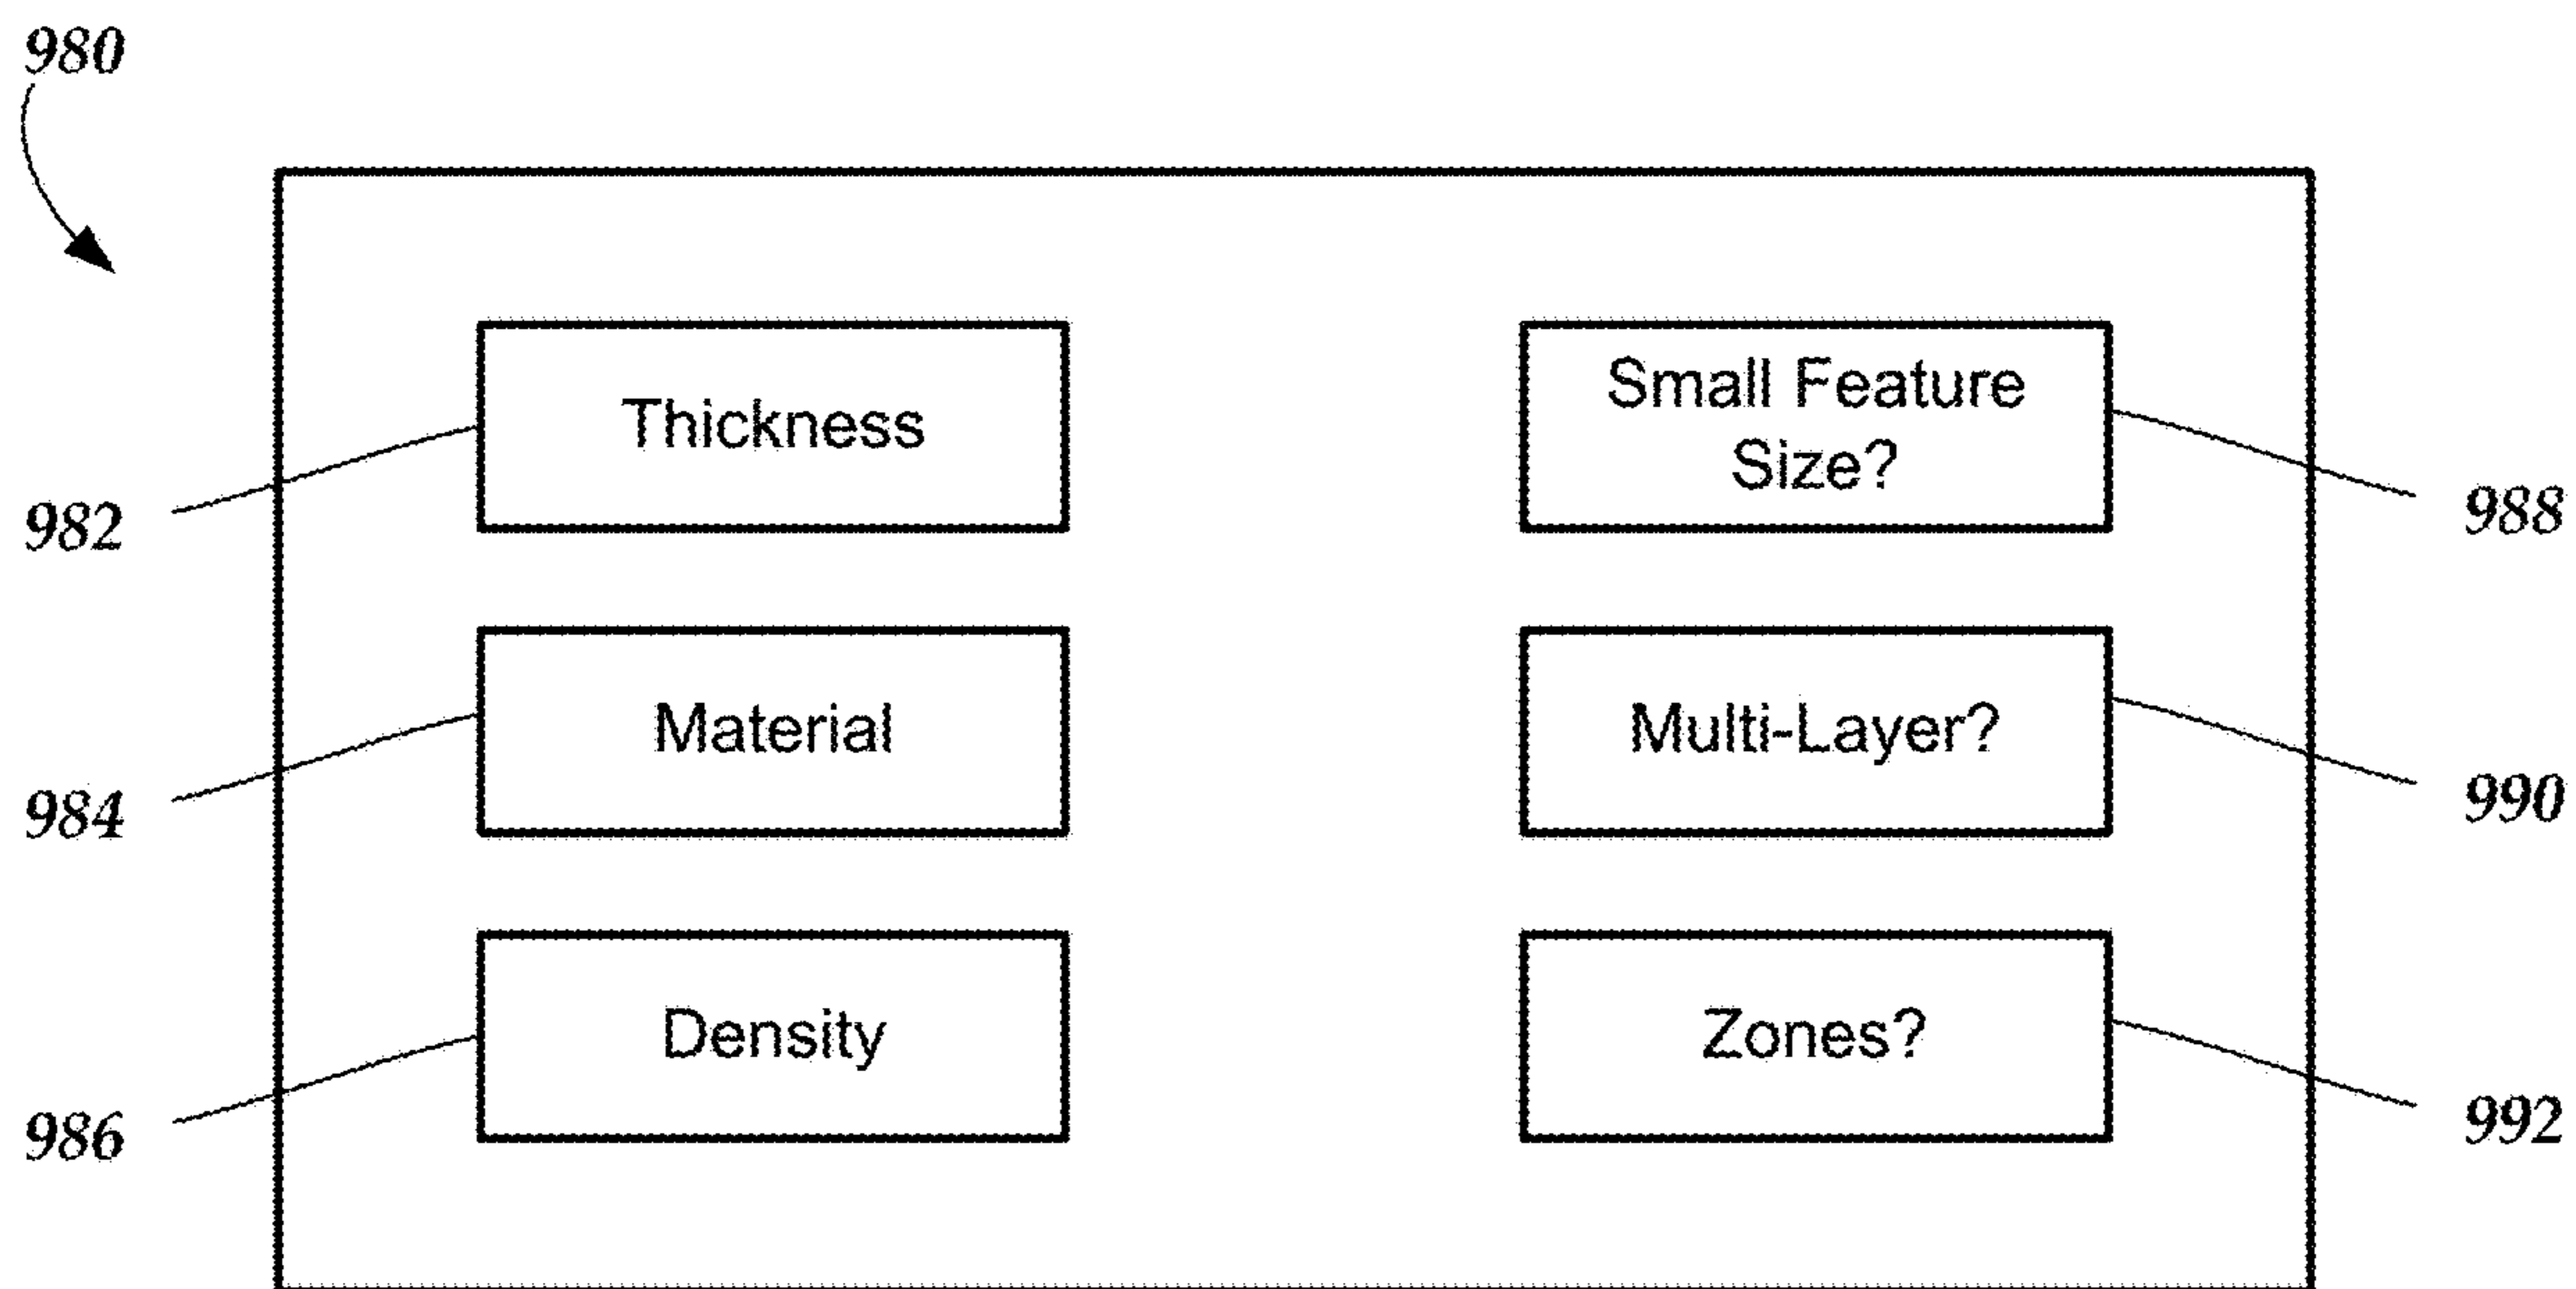 980
Thickness
Small Feature
Size?
982
988
Material
Multi-Layer?
984
990
Density
Zones?
986
992